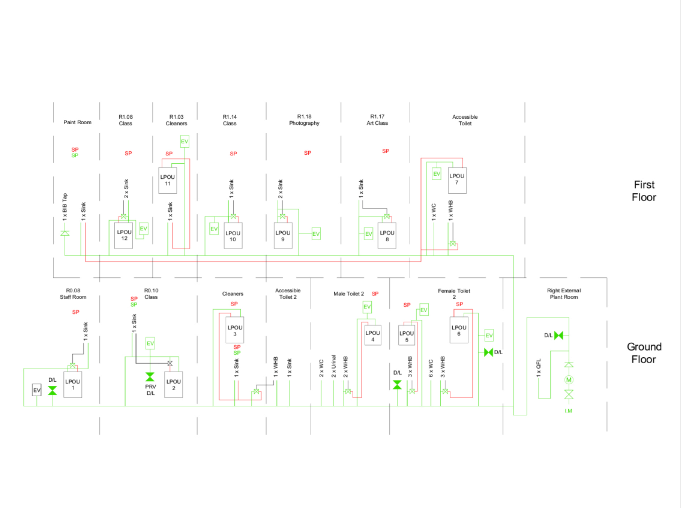 Paint Room
R1.08
Class
R1.03
Cleaners
R1.14
Class
R1.16
Photography
R1.17
Art Class
Accessible
Toilet
SP
SP
SP
EV
SP
SP
SP
First
Floor
LPOU
11
EV
LPOU
7
1 x BIB Tap
1 x Sink
2 x Sink
1 x Sink
1 x Sink
2 x Sink
1 x Sink
1 x WC
1 x WHB
LPOU
12
EV
EV
LPOU
10
LPOU
9
EV
EV
LPOU
8
R0.08
Staff Room
R0.10
Class
Cleaners
Accessible
Toilet 2
Male Toilet 2
Female Toilet
2
Right External
Plant Room
SP
SP
SP
SP
SP
SP
SP
EV
EV
1 x Sink
1 x Sink
LPOU
3
LPOU
4
LPOU
5
LPOU
6
EV
EV
D/L
D/L
SP
SP
Ground
Floor
EV
D/L
LPOU
1
PRV
D/L
LPOU
2
1 x Sink
1 x WHB
1 x Sink
2 x WC
2 x Urinal
2 x WHB
D/L
3 x WHB
6 x WC
3 x WHB
1 x QFL
M
I.M